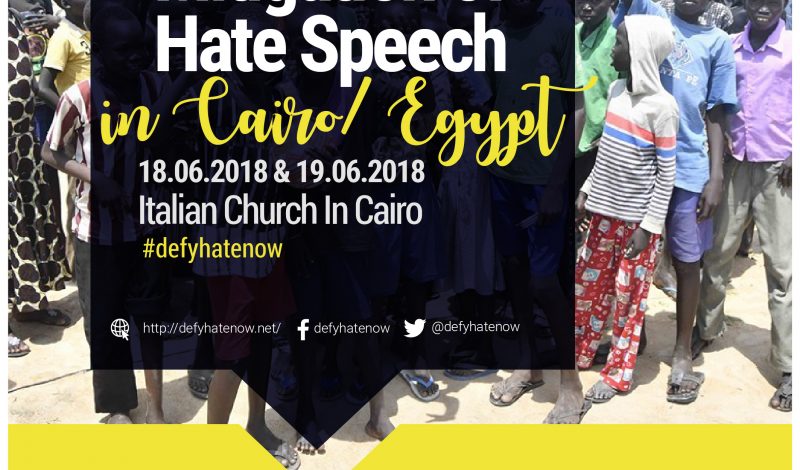 Hate Speech
in Cairo/ Egypt
18.06.2018 & 19.06.2018
Italian Church In Cairo
#defyhatenow
http://defyhatenow.net/ defyhatenow @defyhatenow